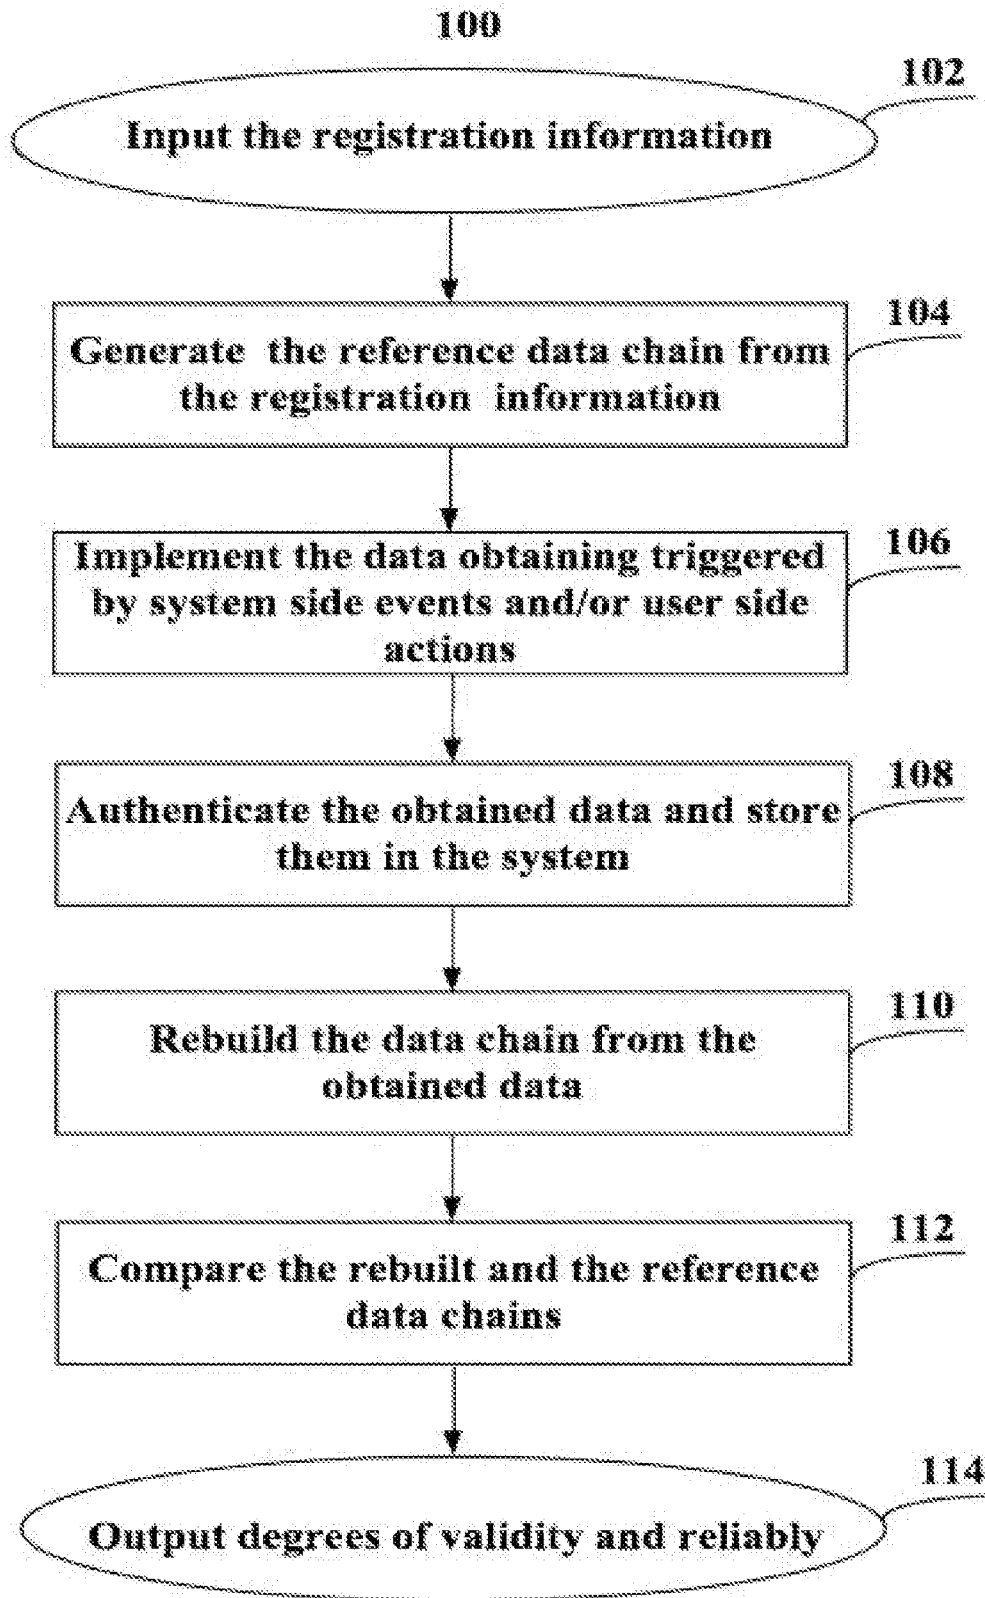 100
102
Input the registration information
104
Generate the reference data chain from
the registration information
106
Implement the data obtaining triggered
by system side events and/or user side
actions
108
Authenticate the obtained data and store
them in the system
110
Rebuild the data chain from the
obtained data
112
Compare the rebuilt and the reference
data chains
114
Output degrees of validity and reliably